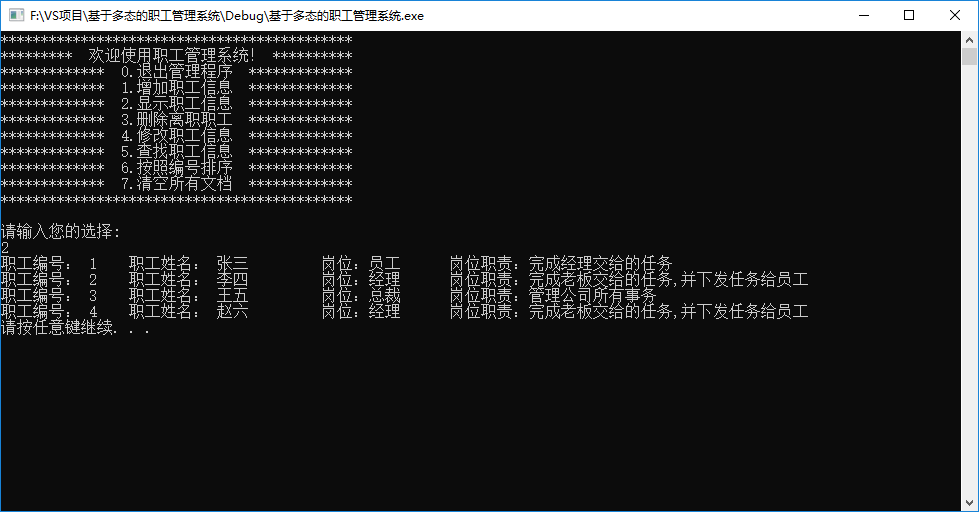 F:\VS项目\基于多态的职工管理系统\Debug\基于多态的职工管理系统.exe
********************************************
*********  欢迎使用职工管理系统!  **********
*************  0.退出管理程序  *************
*************  1.增加职工信息  *************
*************  2.显示职工信息  *************
*************  3.删除离职职工  *************
*************  4.修改职工信息  *************
*************  5.查找职工信息  *************
*************  6.按照编号排序  *************
*************  7.清空所有文档  *************
********************************************
请输入您的选择:
2
职工编号: 1    职工姓名: 张三    岗位:员工    岗位职责:完成经理交给的任务
职工编号: 2    职工姓名: 李四    岗位:经理    岗位职责:完成老板交给的任务,并下发任务给员工
职工编号: 3    职工姓名: 王五    岗位:总裁    岗位职责:管理公司所有事务
职工编号: 4    职工姓名: 赵六    岗位:经理    岗位职责:完成老板交给的任务,并下发任务给员工
请按任意键继续. . .